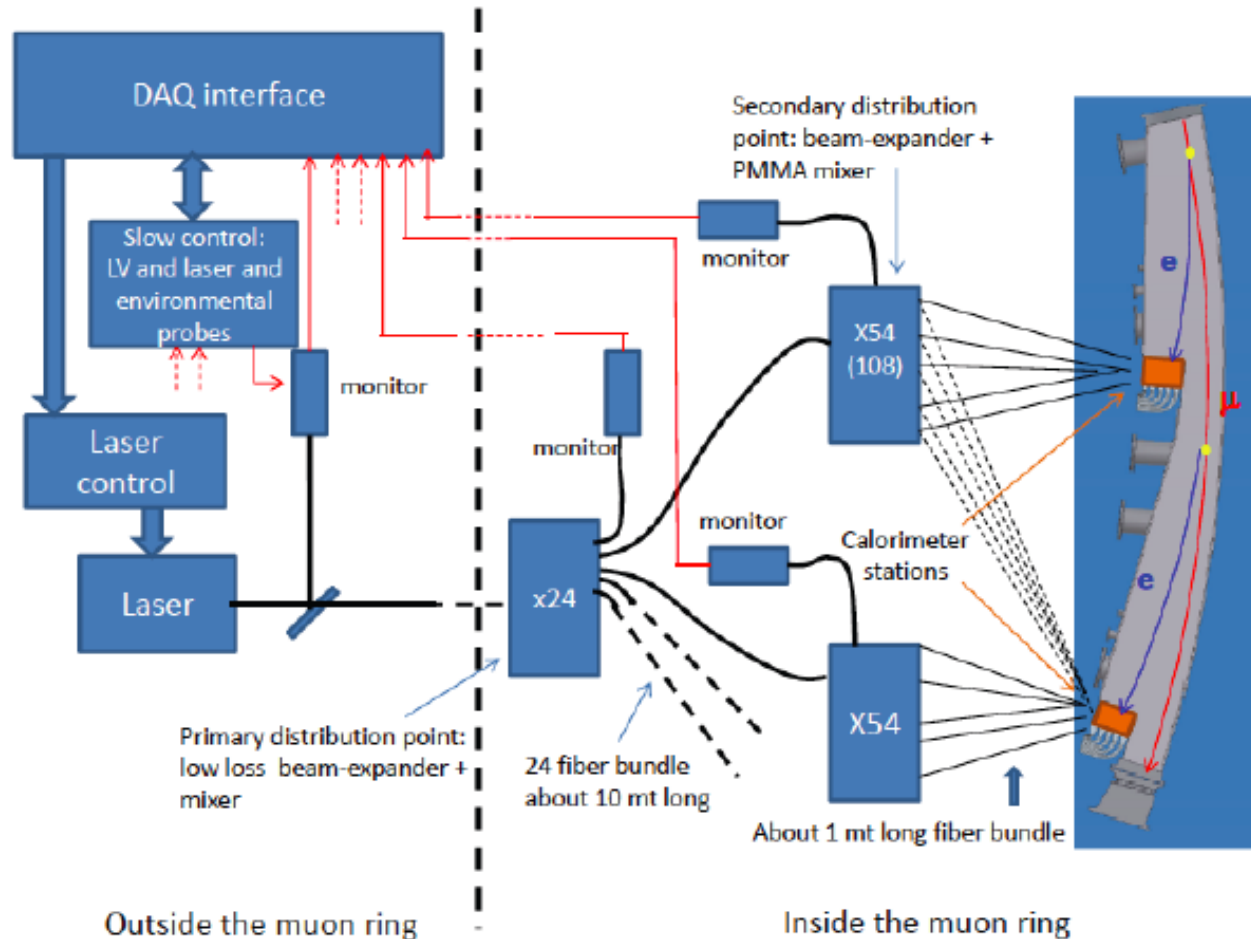 DAQ interface
Slow control:
LV and laser and
environmental
probes
monitor
Laser
control
Laser
Primary distribution point:
low loss beam-expander +
mixer
Outside the muon ring
Secondary distribution
point: beam-expander +
PMMA mixer
monitor
monitor
monitor
x24
24 fiber bundle
about 10 mt long
X54
(108)
X54
Calorimeter
stations
About 1 mt long fiber bundle
e
μ
e
Inside the muon ring